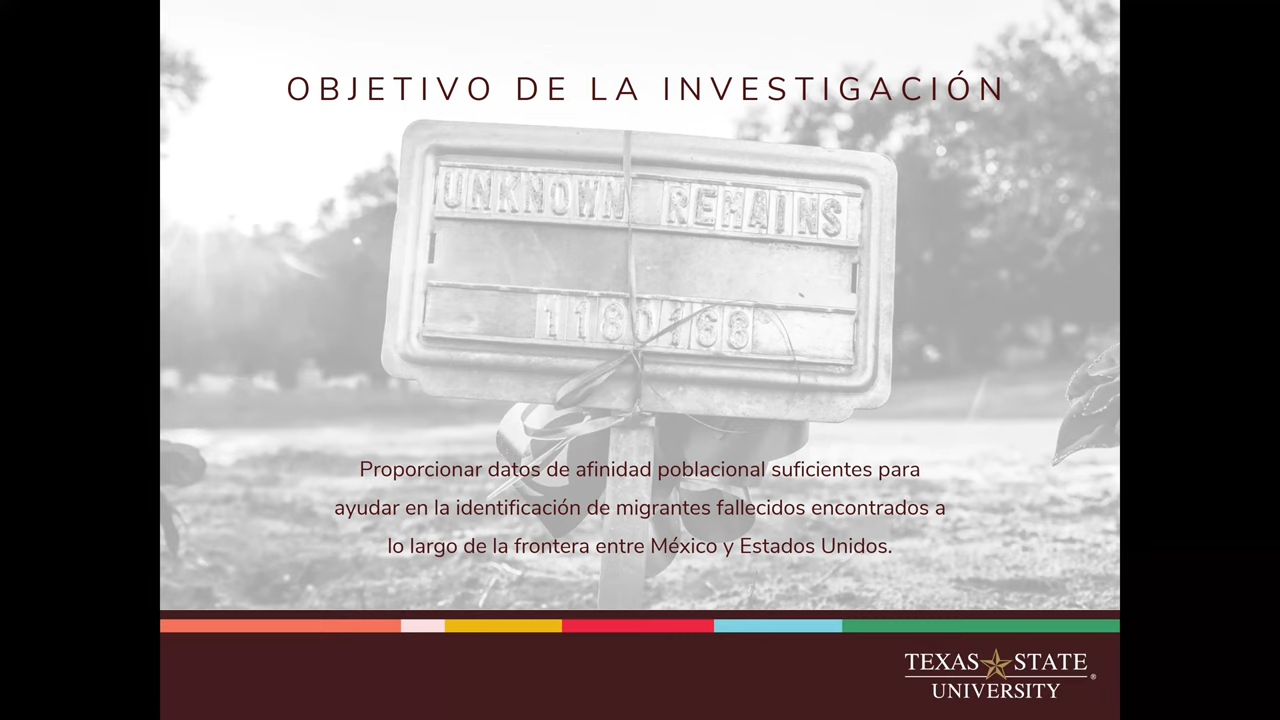 OBJETIVO DE LA INVESTIGACIÓN
UNKNOWN REMAINS
1180168
Proporcionar datos de afinidad poblacional suficientes para
ayudar en la identificación de migrantes fallecidos encontrados a
lo largo de la frontera entre México y Estados Unidos.
TEXAS STATE
UNIVERSITY
®